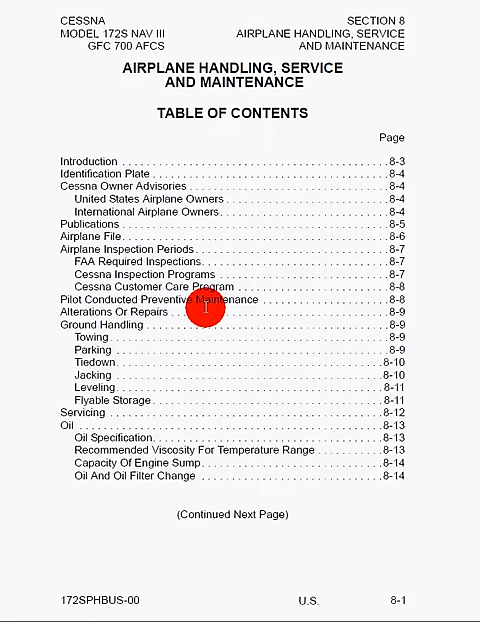 CESSNA SECTION 8
MODEL 172S NAV III AIRPLANE HANDLING, SERVICE
GFC 700 AFCS AND MAINTENANCE
AIRPLANE HANDLING, SERVICE
AND MAINTENANCE
TABLE OF CONTENTS
Page
Introduction . . . . . . . . . . . . . . . . . . . . 8-3
Identification Plate . . . . . . . . . . . . . . . . . . . . 8-4
Cessna Owner Advisories . . . . . . . . . . . . . . . . . . . . 8-4
United States Airplane Owners . . . . . . . . . . . . . . . . . . . . 8-4
International Airplane Owners. . . . . . . . . . . . . . . . . . . . 8-4
Publications . . . . . . . . . . . . . . . . . . . . 8-5
Airplane File. . . . . . . . . . . . . . . . . . . . 8-6
Airplane Inspection Periods . . . . . . . . . . . . . . . . . . . . 8-7
FAA Required Inspections. . . . . . . . . . . . . . . . . . . . 8-7
Cessna Inspection Programs . . . . . . . . . . . . . . . . . . . . 8-7
Cessna Customer Care Program . . . . . . . . . . . . . . . . . . . . 8-8
Pilot Conducted Preventive Maintenance . . . . . . . . . . . . . . . . . . . . 8-8
Alterations Or Repairs . . . . . . . . . . . . . . . . . . . . 8-9
Ground Handling . . . . . . . . . . . . . . . . . . . . 8-9
Towing. . . . . . . . . . . . . . . . . . . . 8-9
Parking . . . . . . . . . . . . . . . . . . . . 8-9
Tiedown. . . . . . . . . . . . . . . . . . . . 8-10
Jacking . . . . . . . . . . . . . . . . . . . . 8-10
Leveling. . . . . . . . . . . . . . . . . . . . 8-11
Flyable Storage. . . . . . . . . . . . . . . . . . . . 8-11
Servicing . . . . . . . . . . . . . . . . . . . . 8-12
Oil . . . . . . . . . . . . . . . . . . . . 8-13
Oil Specification. . . . . . . . . . . . . . . . . . . . 8-13
Recommended Viscosity For Temperature Range . . . . . . . . . . . 8-13
Capacity Of Engine Sump. . . . . . . . . . . . . . . . . . . . 8-14
Oil And Oil Filter Change . . . . . . . . . . . . . . . . . . . . 8-14
(Continued Next Page)
172SPHBUS-00 U.S. 8-1